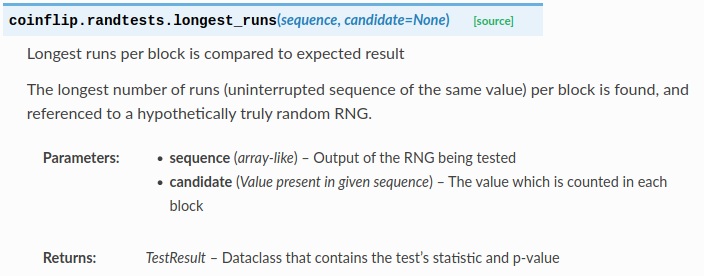 coinflip.randtests.longest_runs(sequence, candidate=None) [source]
Longest runs per block is compared to expected result
The longest number of runs (uninterrupted sequence of the same value) per block is found, and
referenced to a hypothetically truly random RNG.
Parameters: • sequence (array-like) – Output of the RNG being tested
• candidate (Value present in given sequence) – The value which is counted in each
block
Returns: TestResult – Dataclass that contains the test's statistic and p-value